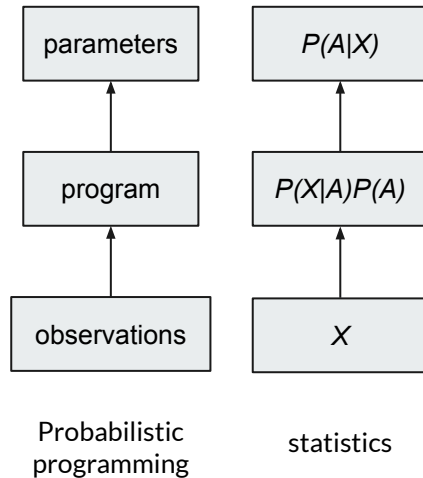 parameters
P(A|X)
program
P(X|A)P(A)
observations
X
Probabilistic
programming
statistics